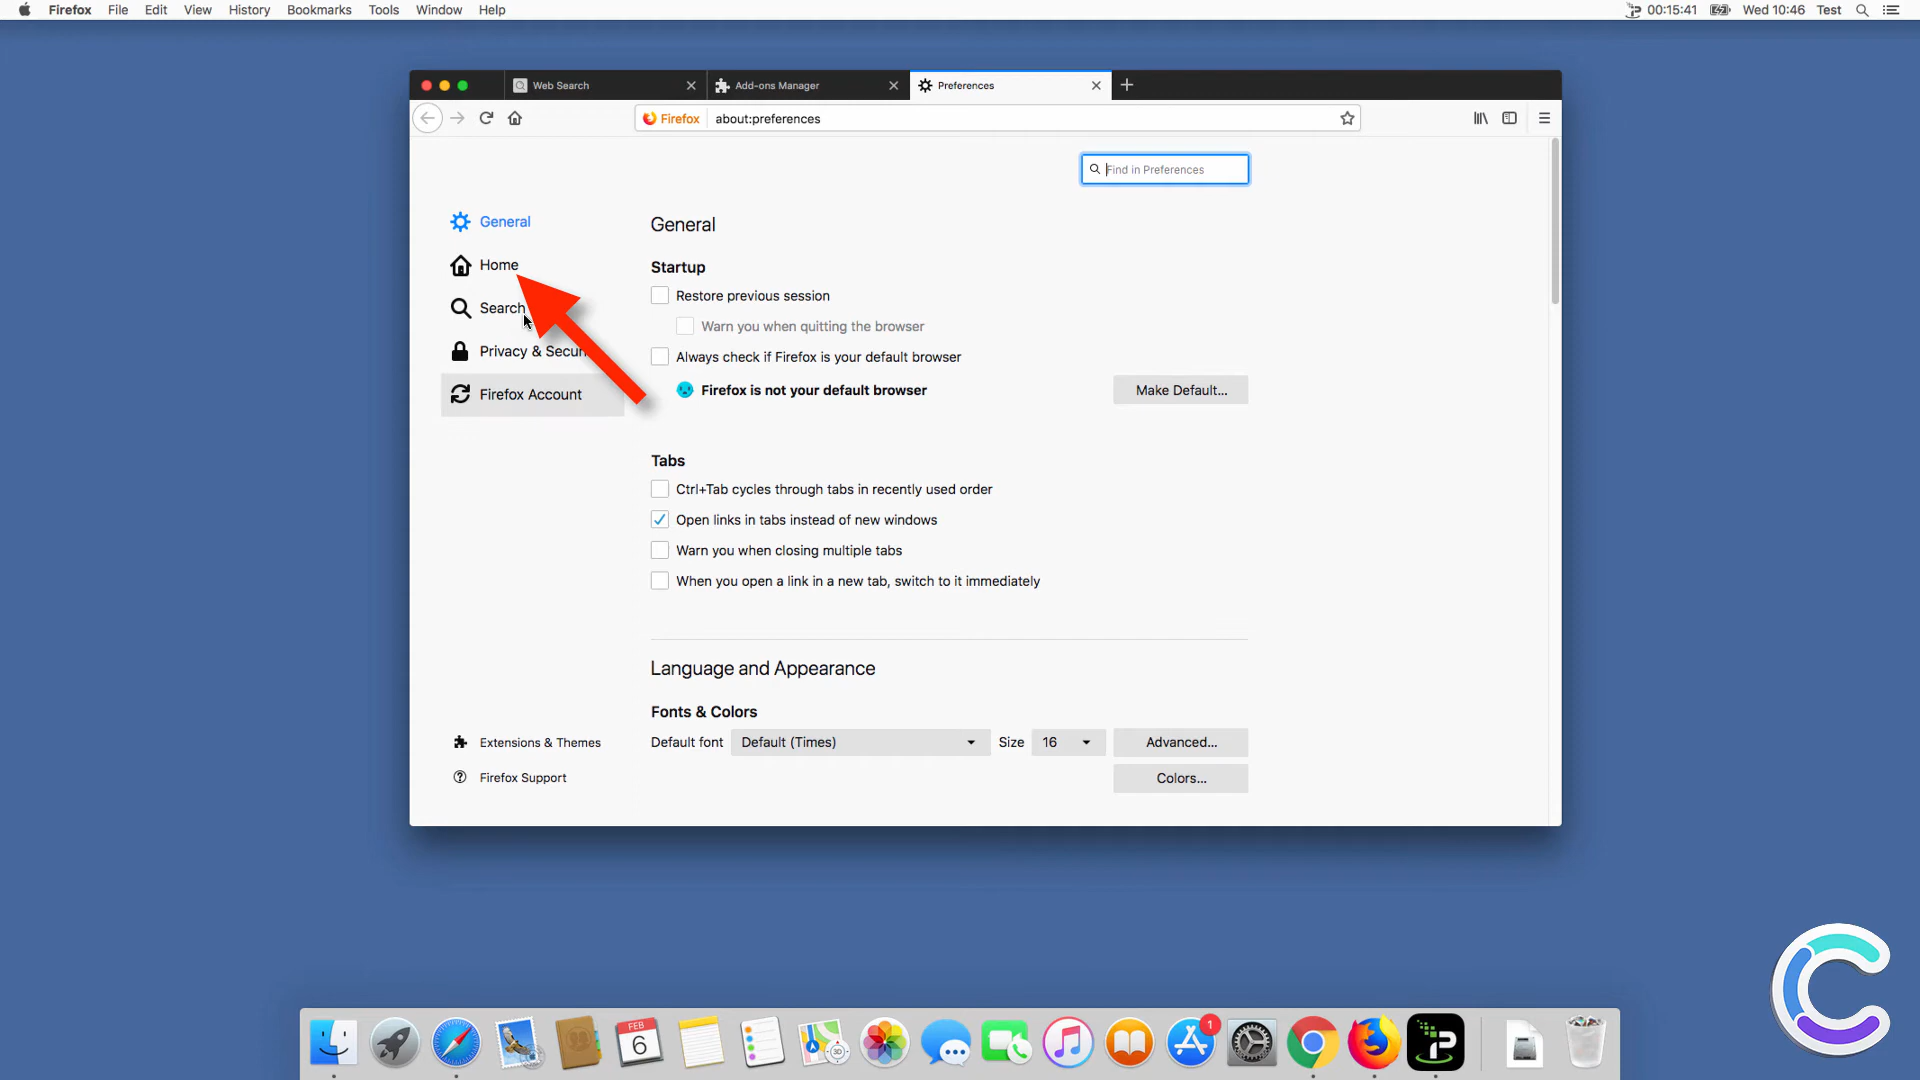 Firefox File Edit View History Bookmarks Tools Window Help 00:15:41 Wed 10:46 Test
Web Search Add-ons Manager Preferences
Firefox about:preferences
Find in Preferences
General
Home
Search
Privacy & Secur
Firefox Account
General
Startup
Restore previous session
Warn you when quitting the browser
Always check if Firefox is your default browser
Firefox is not your default browser Make Default...
Tabs
Ctrl+Tab cycles through tabs in recently used order
Open links in tabs instead of new windows
Warn you when closing multiple tabs
When you open a link in a new tab, switch to it immediately
Language and Appearance
Fonts & Colors
Default font Default (Times) Size 16 Advanced...
Colors...
Extensions & Themes
Firefox Support
FEB
6
3D
1